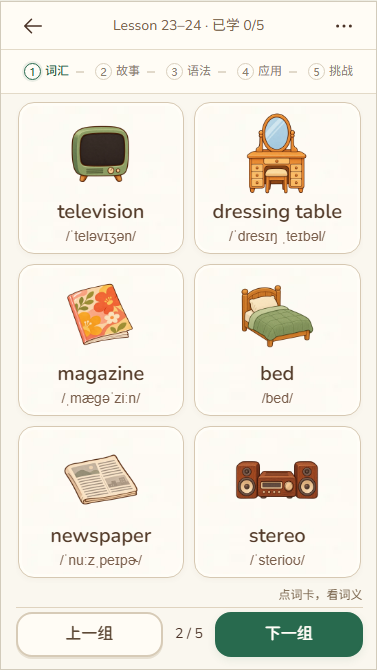 Lesson 23–24 · 已学 0/5
1 词汇 2 故事 3 语法 4 应用 5 挑战
television dressing table
/ˈteləvɪʒən/ /ˈdresɪŋ ˌteɪbəl/
magazine bed
/ˌmæɡəˈziːn/ /bed/
newspaper stereo
/ˈnuːzˌpeɪpɚ/ /ˈsterioʊ/
点词卡，看词义
上一组 2 / 5 下一组